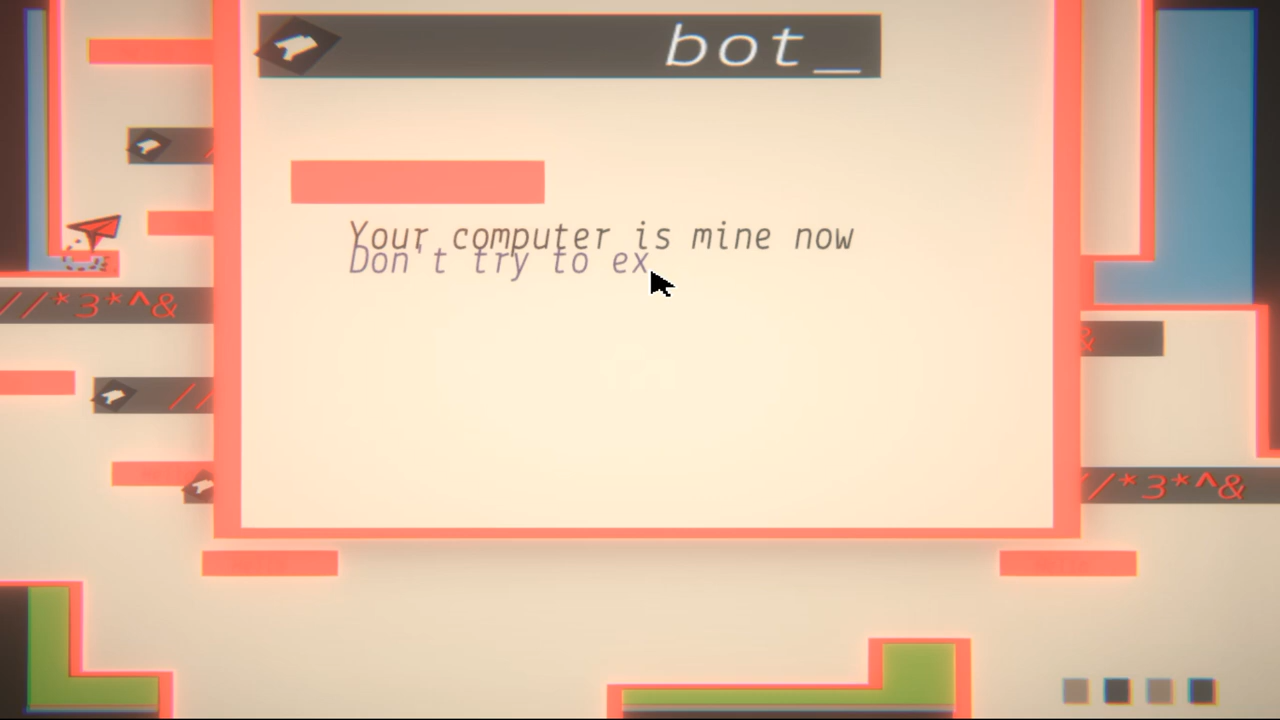 bot_
Your computer is mine now
Don't try to ex
//*3*^&
//
&
//*3*^&